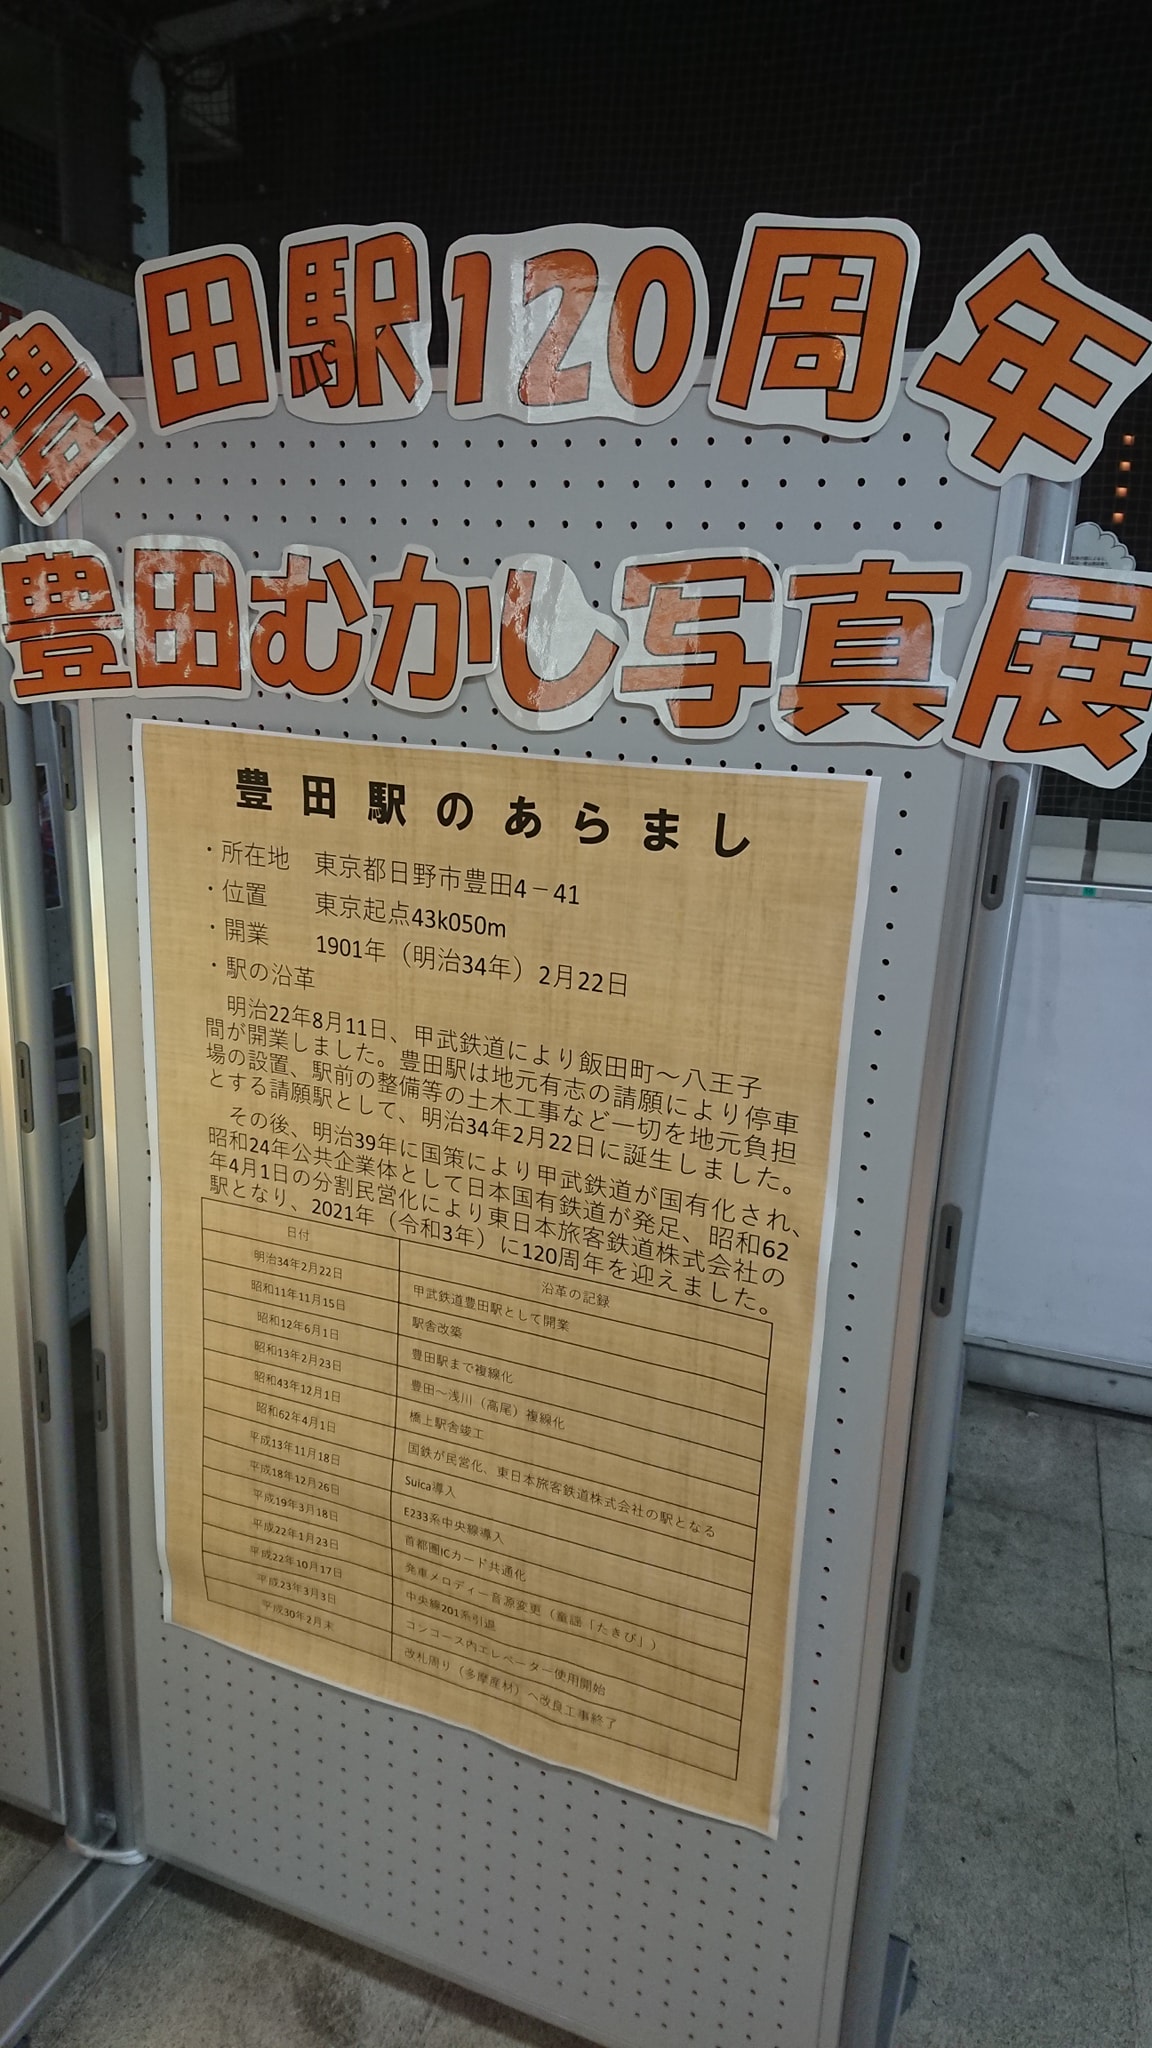 豊田駅120周年
豊田むかし写真展
豊田駅のあらまし
・所在地 東京都日野市豊田4－41
・位置 東京起点43k050m
・開業 1901年（明治34年）2月22日
・駅の沿革
明治22年8月11日、甲武鉄道により飯田町～八王子
間が開業しました。豊田駅は地元有志の請願により停車
場の設置、駅前の整備等の土木工事など一切を地元負担
とする請願駅として、明治34年2月22日に誕生しました。
その後、明治39年に国策により甲武鉄道が国有化され、
昭和24年公共企業体として日本国有鉄道が発足、昭和62
年4月1日の分割民営化により東日本旅客鉄道株式会社の
駅となり、2021年（令和3年）に120周年を迎えました。
日付 沿革の記録
明治34年2月22日 甲武鉄道豊田駅として開業
昭和11年11月15日 駅舎改築
昭和12年6月1日 豊田駅まで複線化
昭和13年2月23日 豊田～浅川（高尾）複線化
昭和43年12月1日 橋上駅舎竣工
昭和62年4月1日 国鉄が民営化、東日本旅客鉄道株式会社の駅となる
平成13年11月18日 Suica導入
平成18年12月26日 E233系中央線導入
平成19年3月18日 首都圏ICカード共通化
平成22年1月23日 発車メロディー音源変更（童謡「たきび」）
平成22年10月17日 中央線201系引退
平成23年3月3日 コンコース内エレベーター使用開始
平成30年2月末 改札周り（多摩産材）へ改良工事終了